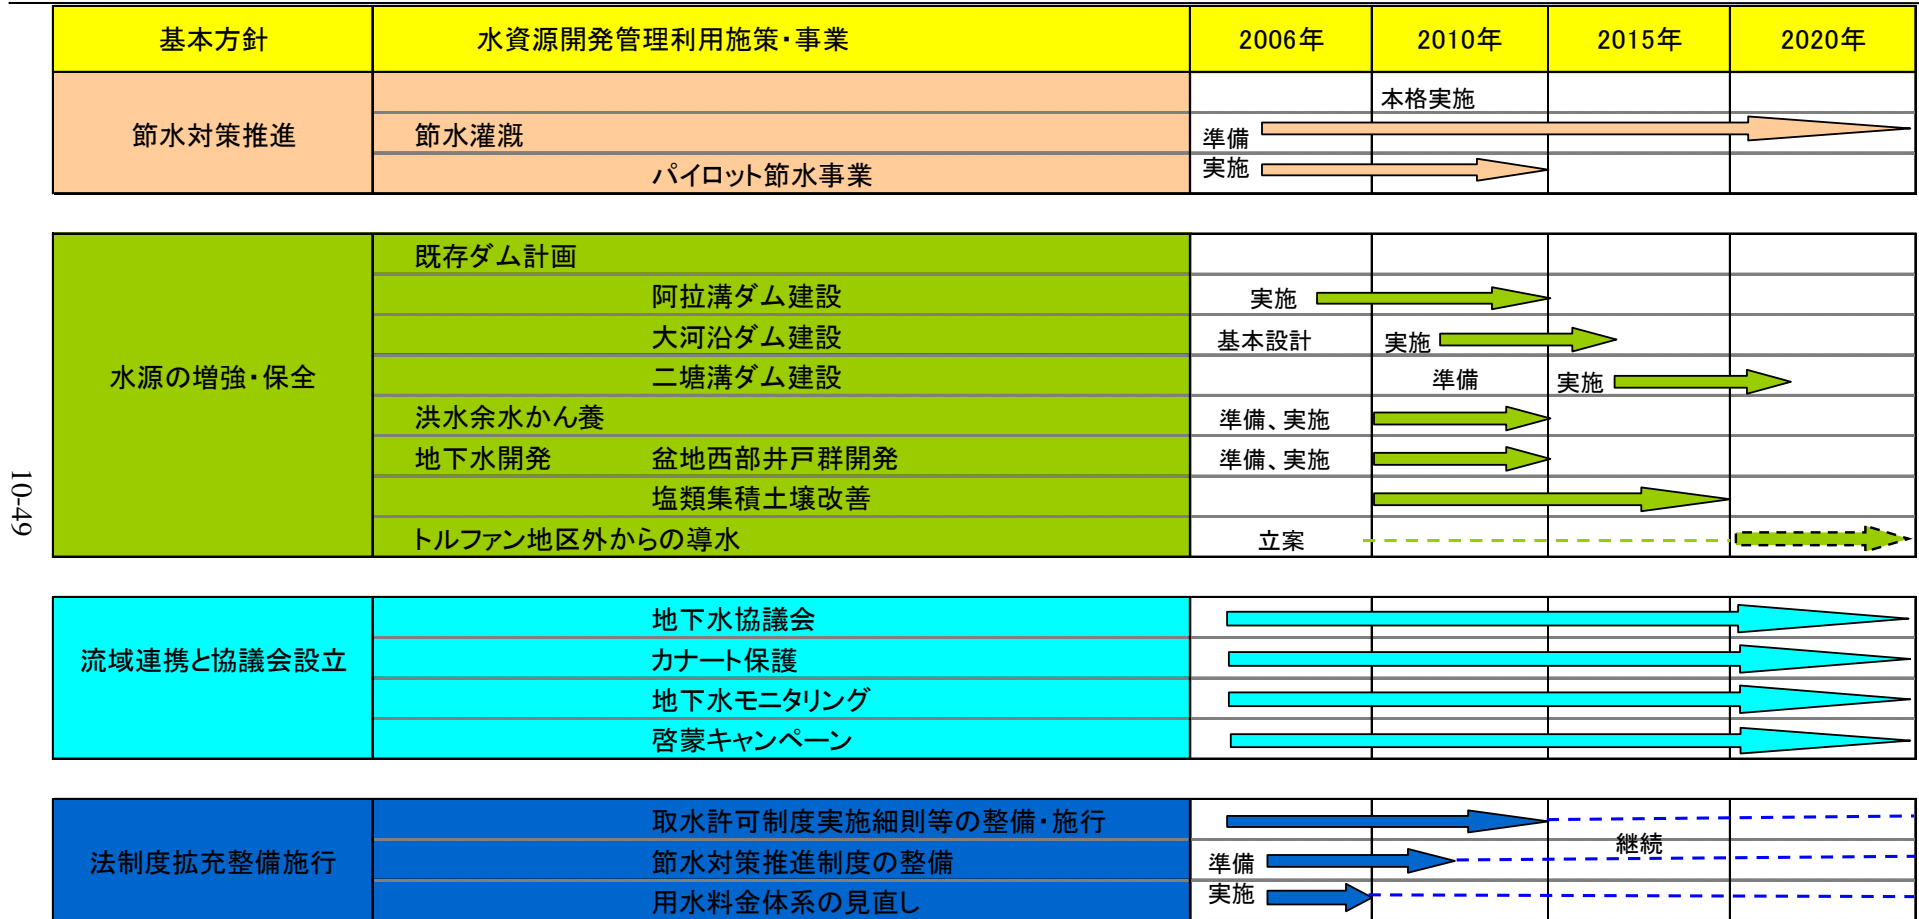 基本方針 水資源開発管理利用施策・事業 2006年 2010年 2015年 2020年
本格実施
節水対策推進 節水灌漑 準備
パイロット節水事業 実施
既存ダム計画
阿拉溝ダム建設 実施
大河沿ダム建設 基本設計 実施
水源の増強・保全 二塘溝ダム建設 準備 実施
洪水余水かん養 準備、実施
地下水開発 盆地西部井戸群開発 準備、実施
塩類集積土壌改善
トルファン地区外からの導水 立案
地下水協議会
流域連携と協議会設立 カナート保護
地下水モニタリング
啓蒙キャンペーン
取水許可制度実施細則等の整備・施行
継続
法制度拡充整備施行 節水対策推進制度の整備 準備
用水料金体系の見直し 実施
10-49